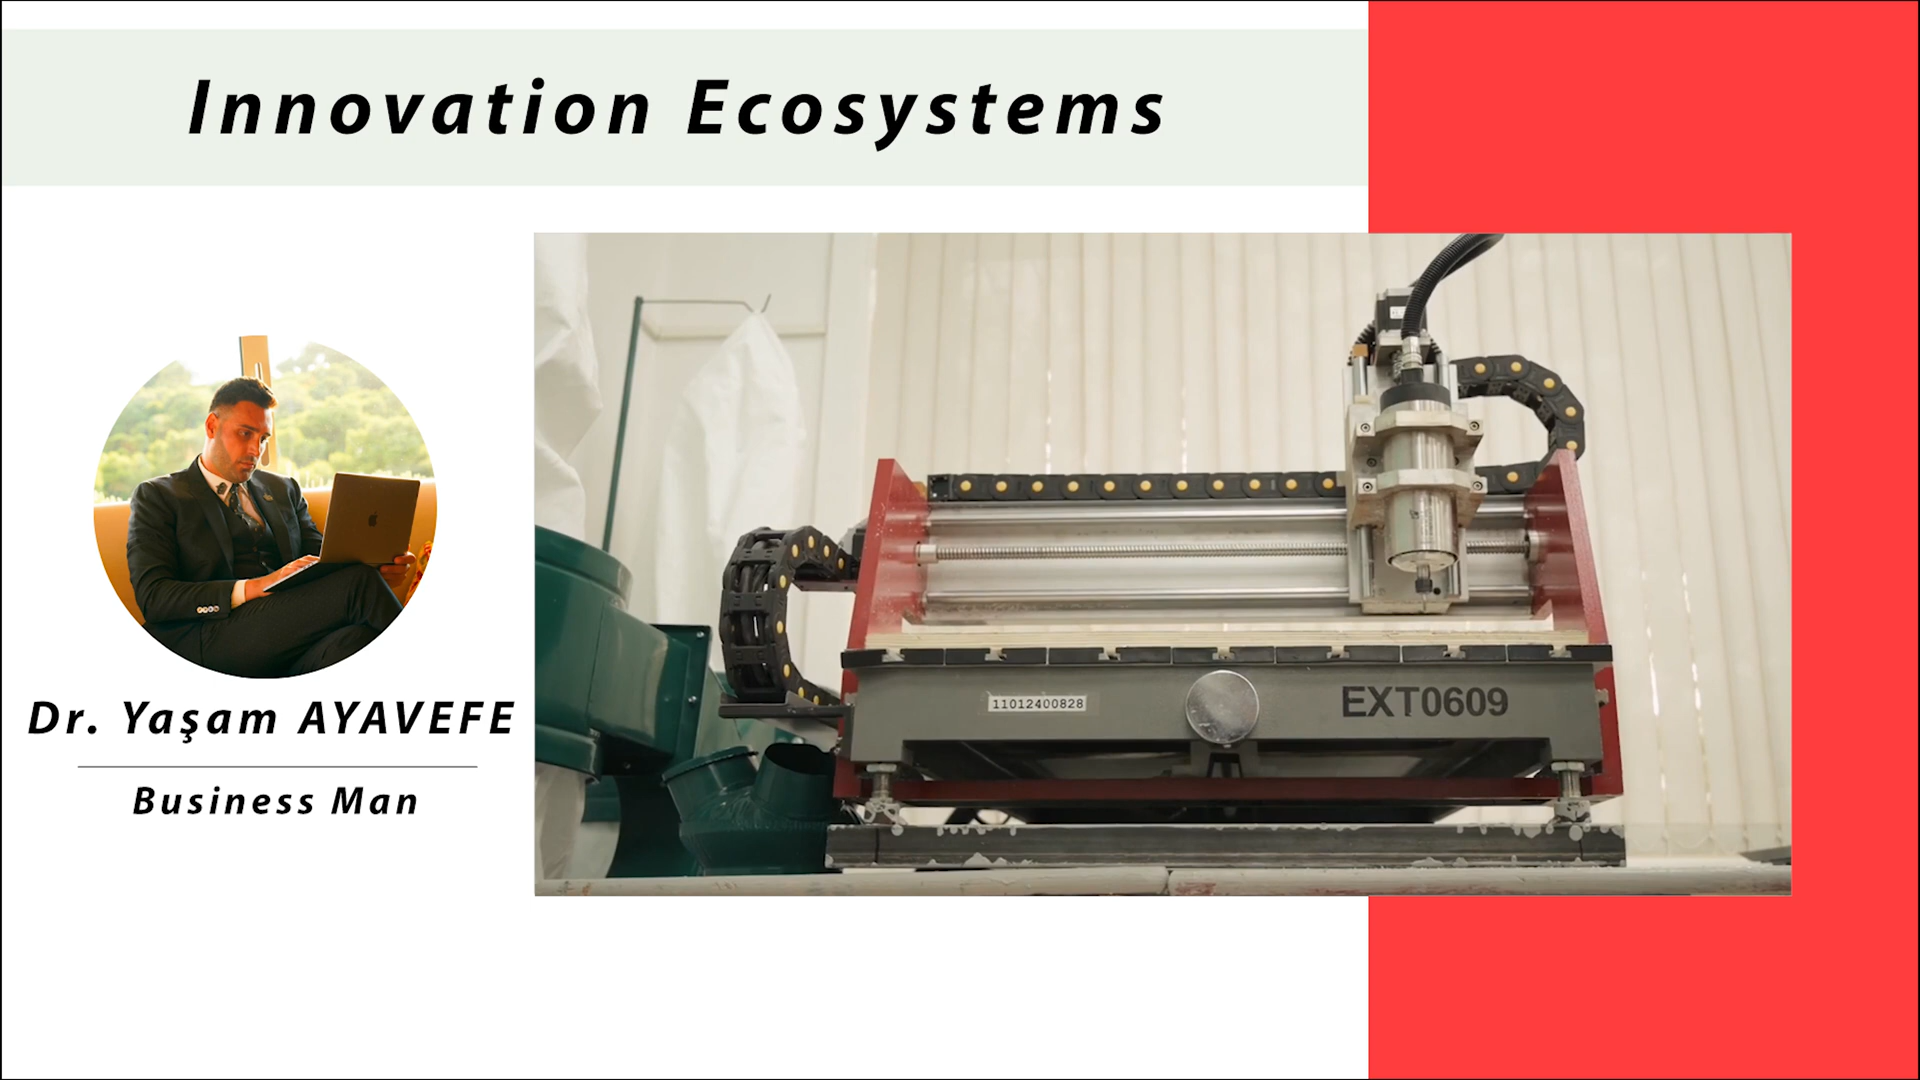 Innovation Ecosystems
Dr. Yaşam AYAVEFE
Business Man
11012400828
EXT0609